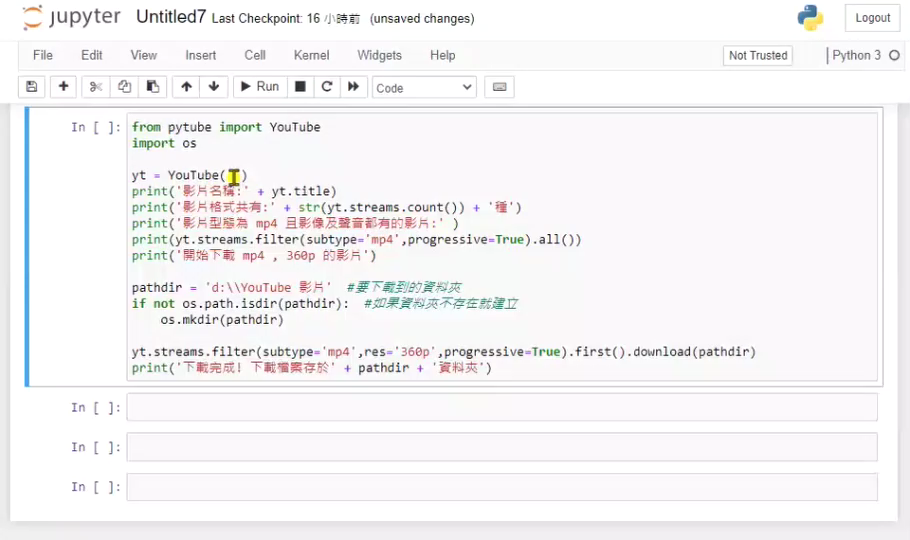 jupyter Untitled7 Last Checkpoint: 16 小時前 (unsaved changes) Logout
File Edit View Insert Cell Kernel Widgets Help Not Trusted Python 3
Run Code
In [ ]:
from pytube import YouTube
import os
yt = YouTube('')
print('影片名稱:' + yt.title)
print('影片格式共有:' + str(yt.streams.count()) + '種')
print('影片型態為 mp4 且影像及聲音都有的影片:' )
print(yt.streams.filter(subtype='mp4',progressive=True).all())
print('開始下載 mp4 , 360p 的影片')
pathdir = 'd:\\YouTube 影片' #要下載到的資料夾
if not os.path.isdir(pathdir): #如果資料夾不存在就建立
os.mkdir(pathdir)
yt.streams.filter(subtype='mp4',res='360p',progressive=True).first().download(pathdir)
print('下載完成! 下載檔案存於' + pathdir + '資料夾')
In [ ]:
In [ ]:
In [ ]: